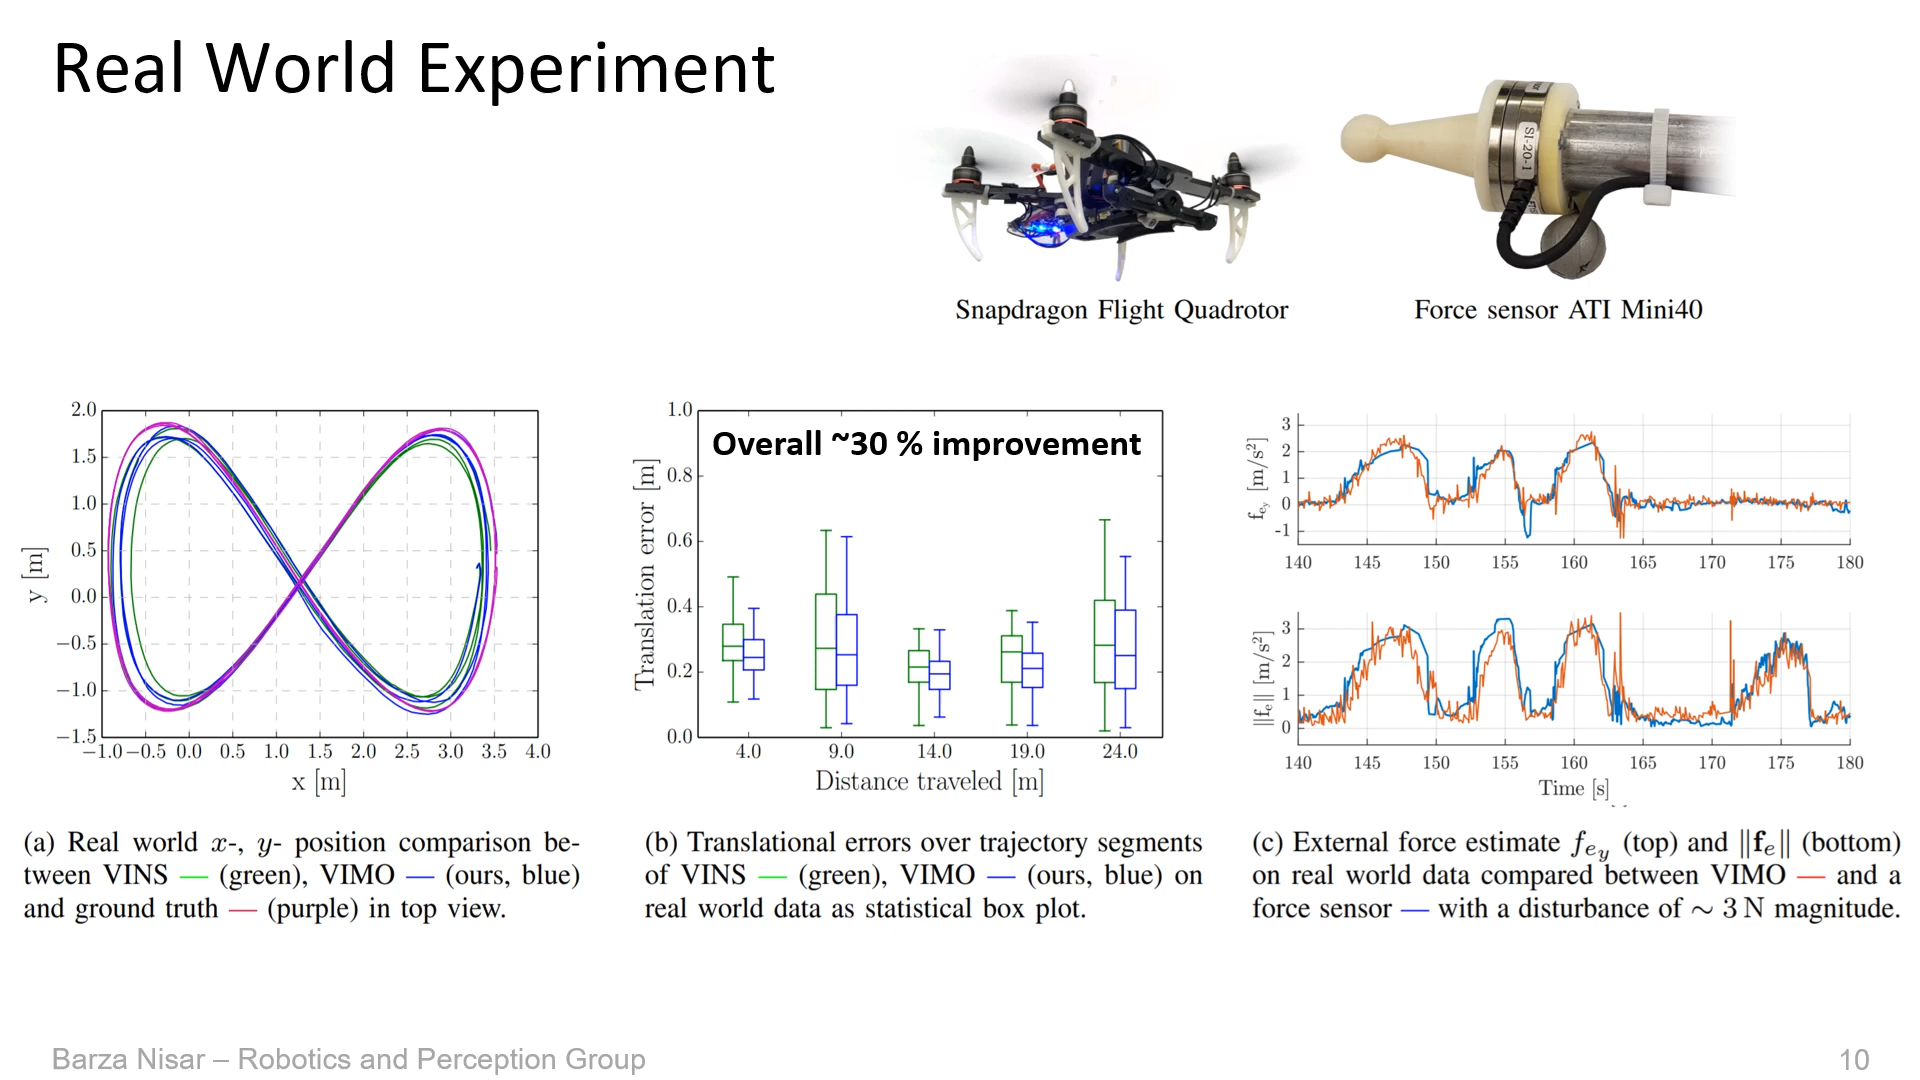 Real World Experiment
SI-20-1
Snapdragon Flight Quadrotor
Force sensor ATI Mini40
2.0
1.5
1.0
0.5
0.0
−0.5
−1.0
−1.5
−1.0 −0.5 0.0 0.5 1.0 1.5 2.0 2.5 3.0 3.5 4.0
y [m]
x [m]
Overall ~30 % improvement
1.0
0.8
0.6
0.4
0.2
0.0
4.0 9.0 14.0 19.0 24.0
Translation error [m]
Distance traveled [m]
3
2
1
0
-1
f_{e_y} [m/s²]
140 145 150 155 160 165 170 175 180
3
2
1
0
||f_e|| [m/s²]
140 145 150 155 160 165 170 175 180
Time [s]
(a) Real world x-, y- position comparison be-
tween VINS — (green), VIMO — (ours, blue)
and ground truth — (purple) in top view.
(b) Translational errors over trajectory segments
of VINS — (green), VIMO — (ours, blue) on
real world data as statistical box plot.
(c) External force estimate f_{e_y} (top) and ‖f_e‖ (bottom)
on real world data compared between VIMO — and a
force sensor — with a disturbance of ∼ 3 N magnitude.
Barza Nisar – Robotics and Perception Group
10